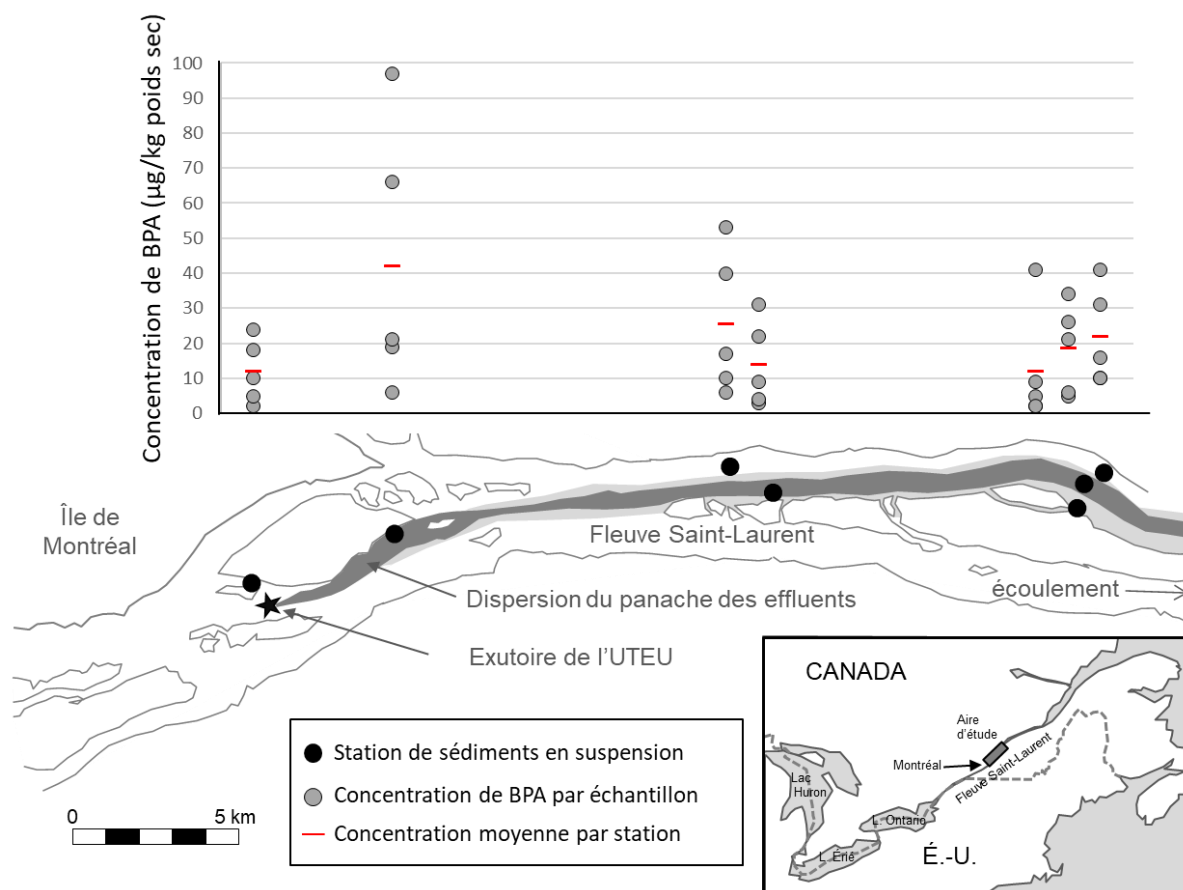 Concentration de BPA (µg/kg poids sec)
100
90
80
70
60
50
40
30
20
10
0
Île de
Montréal
Fleuve Saint-Laurent
écoulement
Dispersion du panache des effluents
Exutoire de l'UTEU
Station de sédiments en suspension
Concentration de BPA par échantillon
Concentration moyenne par station
0
5 km
CANADA
Aire
d'étude
Montréal
Fleuve Saint-Laurent
Lac
Huron
L. Ontario
L. Érié
É.-U.